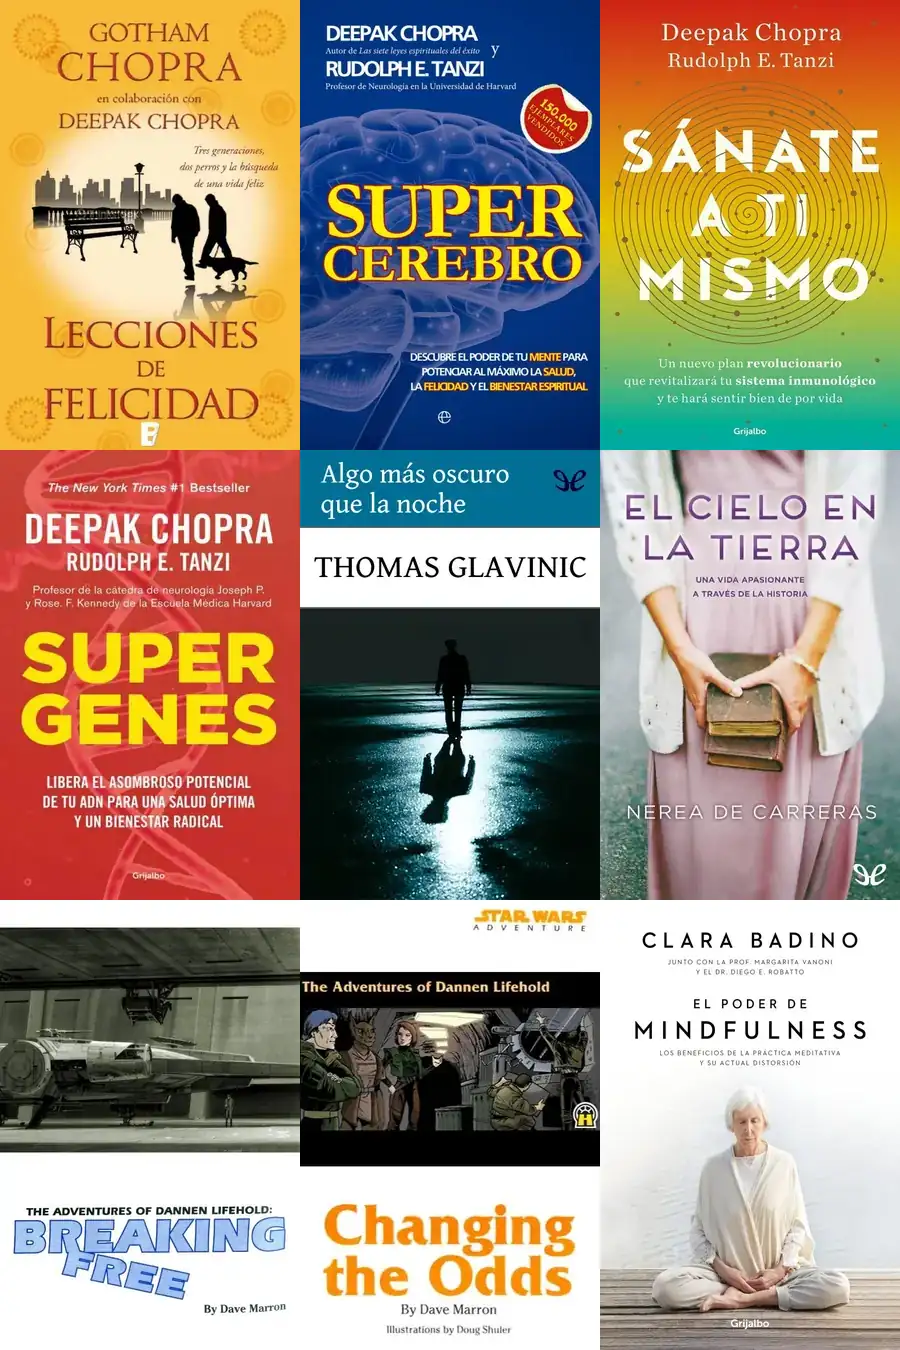 GOTHAM
CHOPRA
en colaboración con
DEEPAK CHOPRA
Tres generaciones,
dos perros y la búsqueda
de una vida feliz
LECCIONES
DE
FELICIDAD
B
DEEPAK CHOPRA
Autor de Las siete leyes espirituales del éxito
y
RUDOLPH E. TANZI
Profesor de Neurología en la Universidad de Harvard
150.000
EJEMPLARES
VENDIDOS
SUPER
CEREBRO
DESCUBRE EL PODER DE TU MENTE PARA
POTENCIAR AL MÁXIMO LA SALUD,
LA FELICIDAD Y EL BIENESTAR ESPIRITUAL
e
Deepak Chopra
Rudolph E. Tanzi
SÁNATE
A TI
MISMO
Un nuevo plan revolucionario
que revitalizará tu sistema inmunológico
y te hará sentir bien de por vida
Grijalbo
The New York Times #1 Bestseller
DEEPAK CHOPRA
RUDOLPH E. TANZI
Profesor de la cátedra de neurología Joseph P.
y Rose. F. Kennedy de la Escuela Médica Harvard
SUPER
GENES
LIBERA EL ASOMBROSO POTENCIAL
DE TU ADN PARA UNA SALUD ÓPTIMA
Y UN BIENESTAR RADICAL
Grijalbo
Algo más oscuro
que la noche
THOMAS GLAVINIC
EL CIELO EN
LA TIERRA
UNA VIDA APASIONANTE
A TRAVÉS DE LA HISTORIA
NEREA DE CARRERAS
THE ADVENTURES OF DANNEN LIFEHOLD:
BREAKING
FREE
By Dave Marron
STAR WARS
ADVENTURE
The Adventures of Dannen Lifehold
H
Changing
the Odds
By Dave Marron
Illustrations by Doug Shuler
CLARA BADINO
JUNTO CON LA PROF. MARGARITA VANONI
Y EL DR. DIEGO E. ROBATTO
EL PODER DE
MINDFULNESS
LOS BENEFICIOS DE LA PRÁCTICA MEDITATIVA
Y SU ACTUAL DISTORSIÓN
Grijalbo